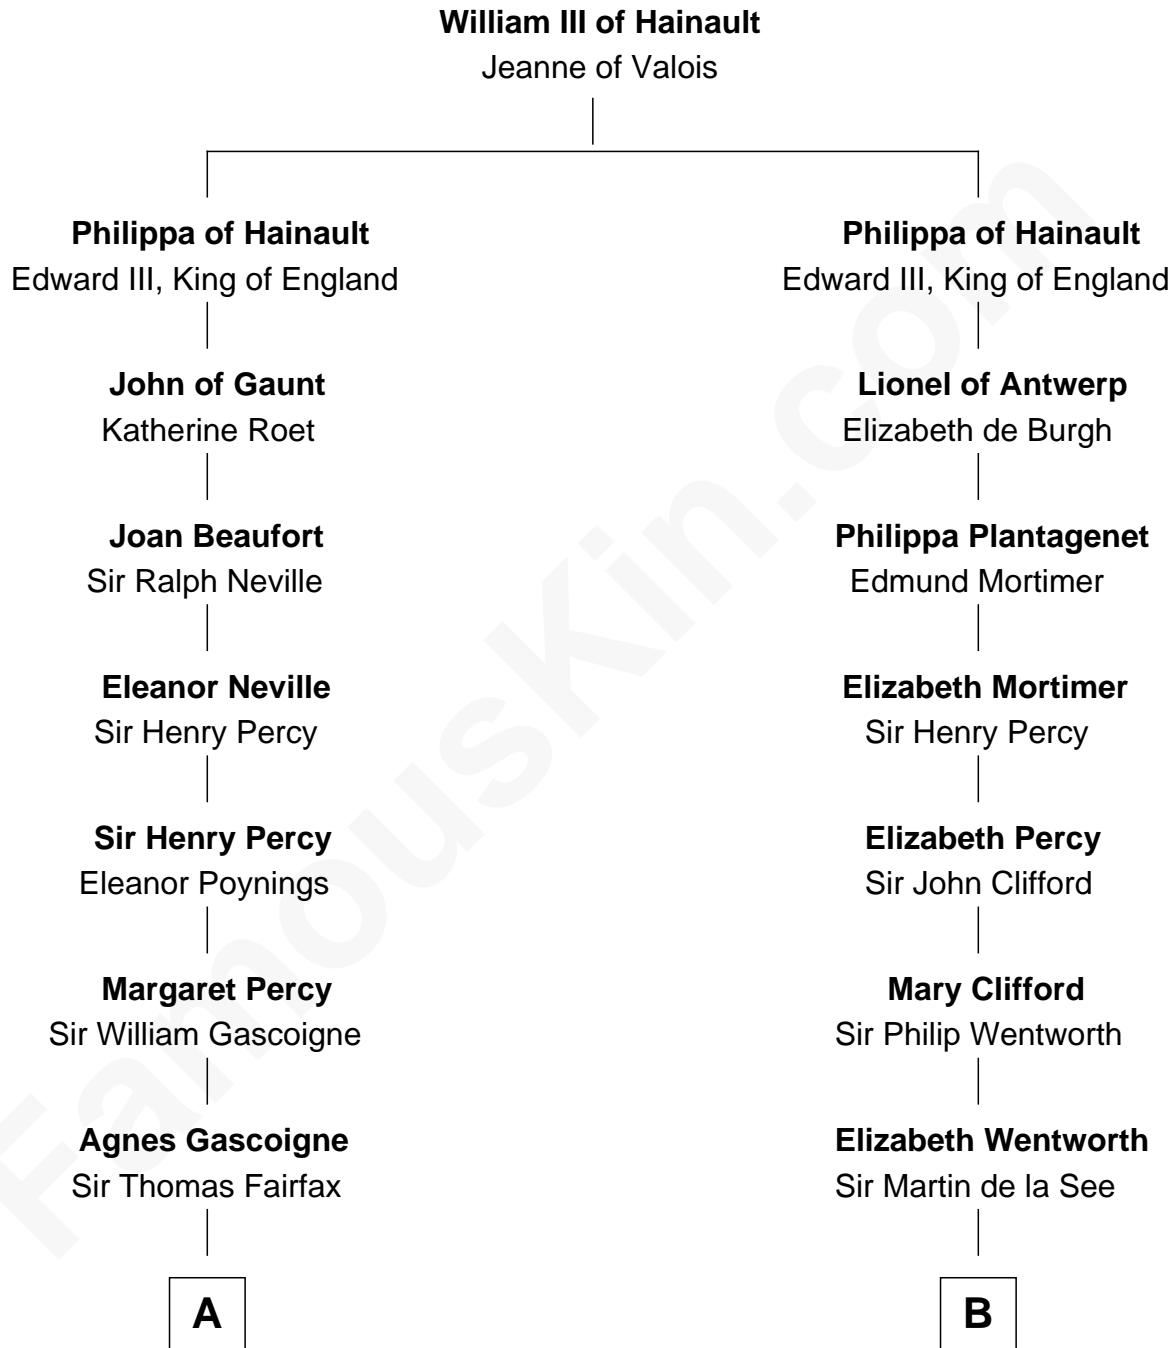 William III of Hainault
Jeanne of Valois
Philippa of Hainault
Edward III, King of England
Philippa of Hainault
Edward III, King of England
John of Gaunt
Katherine Roet
Lionel of Antwerp
Elizabeth de Burgh
Joan Beaufort
Sir Ralph Neville
Philippa Plantagenet
Edmund Mortimer
Eleanor Neville
Sir Henry Percy
Elizabeth Mortimer
Sir Henry Percy
Sir Henry Percy
Eleanor Poynings
Elizabeth Percy
Sir John Clifford
Margaret Percy
Sir William Gascoigne
Mary Clifford
Sir Philip Wentworth
Agnes Gascoigne
Sir Thomas Fairfax
Elizabeth Wentworth
Sir Martin de la See
A
B
FamousKin.com